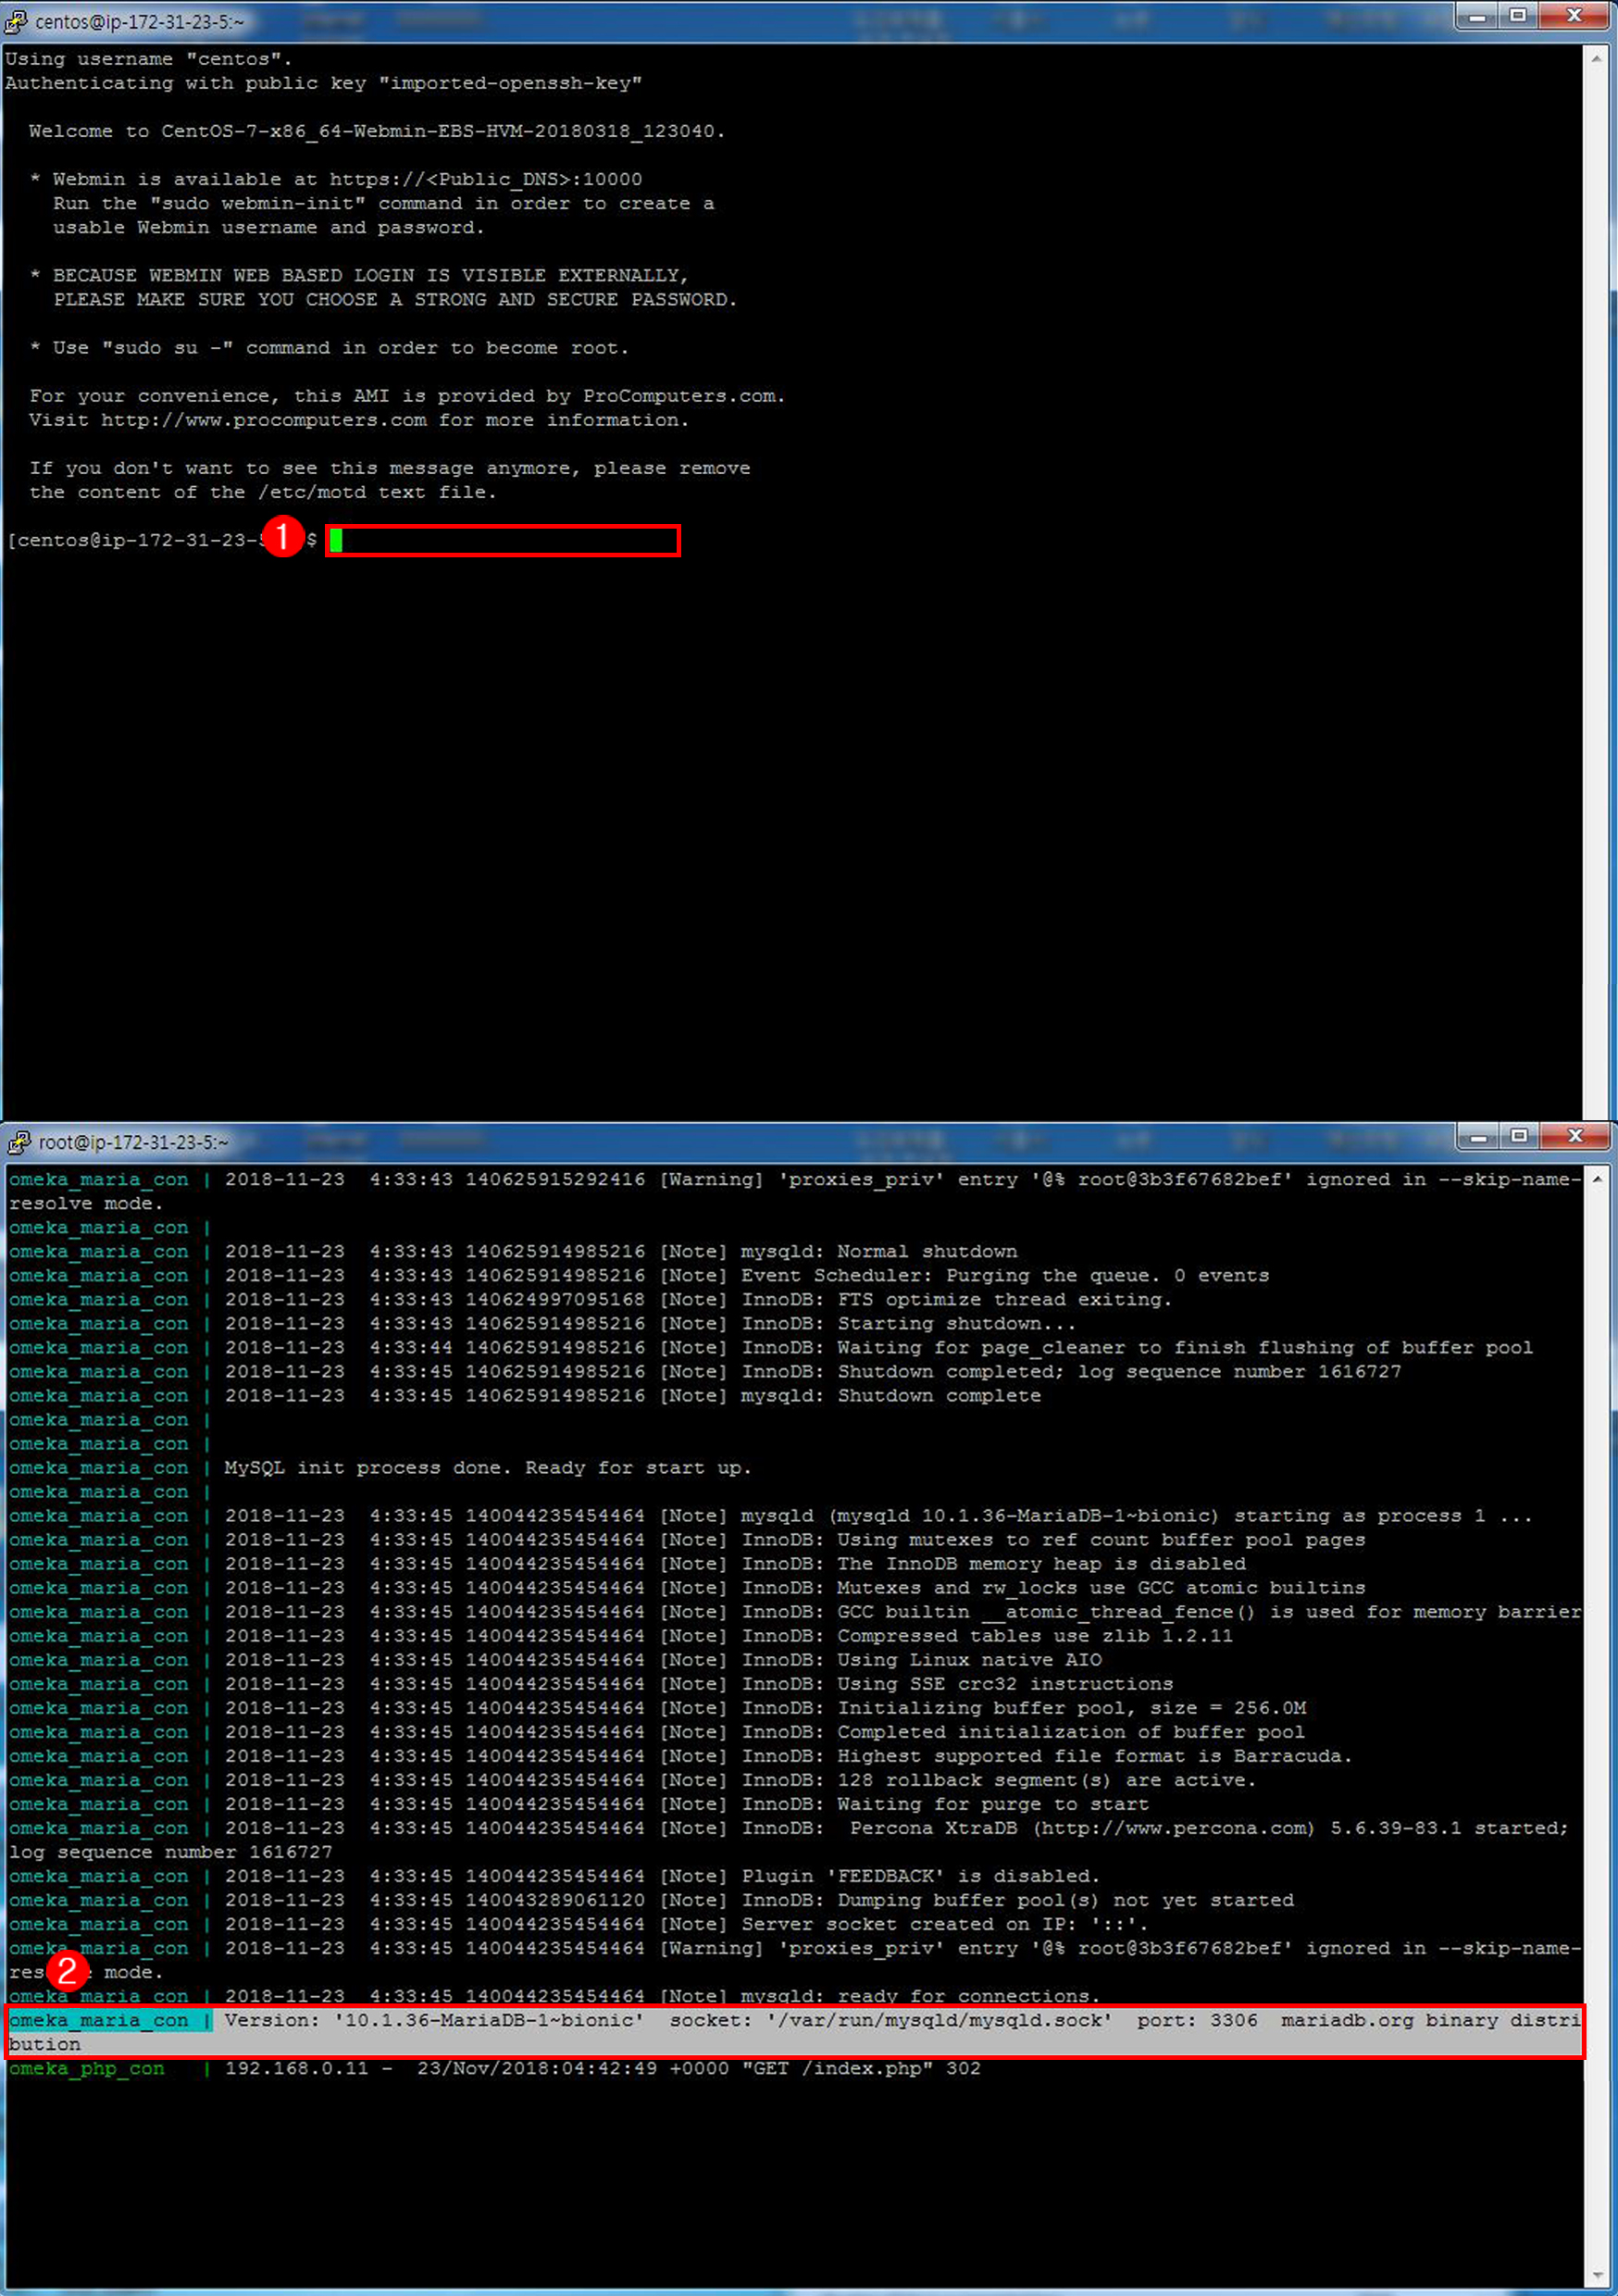 centos@ip-172-31-23-5:~
Using username "centos".
Authenticating with public key "imported-openssh-key"
Welcome to CentOS-7-x86_64-Webmin-EBS-HVM-20180318_123040.
* Webmin is available at https://<Public_DNS>:10000
Run the "sudo webmin-init" command in order to create a
usable Webmin username and password.
* BECAUSE WEBMIN WEB BASED LOGIN IS VISIBLE EXTERNALLY,
PLEASE MAKE SURE YOU CHOOSE A STRONG AND SECURE PASSWORD.
* Use "sudo su -" command in order to become root.
For your convenience, this AMI is provided by ProComputers.com.
Visit http://www.procomputers.com for more information.
If you don't want to see this message anymore, please remove
the content of the /etc/motd text file.
[centos@ip-172-31-23-5 1 $
root@ip-172-31-23-5:~
omeka_maria_con | 2018-11-23  4:33:43 140625915292416 [Warning] 'proxies_priv' entry '@% root@3b3f67682bef' ignored in --skip-name-
resolve mode.
omeka_maria_con |
omeka_maria_con | 2018-11-23  4:33:43 140625914985216 [Note] mysqld: Normal shutdown
omeka_maria_con | 2018-11-23  4:33:43 140625914985216 [Note] Event Scheduler: Purging the queue. 0 events
omeka_maria_con | 2018-11-23  4:33:43 140624997095168 [Note] InnoDB: FTS optimize thread exiting.
omeka_maria_con | 2018-11-23  4:33:43 140625914985216 [Note] InnoDB: Starting shutdown...
omeka_maria_con | 2018-11-23  4:33:44 140625914985216 [Note] InnoDB: Waiting for page_cleaner to finish flushing of buffer pool
omeka_maria_con | 2018-11-23  4:33:45 140625914985216 [Note] InnoDB: Shutdown completed; log sequence number 1616727
omeka_maria_con | 2018-11-23  4:33:45 140625914985216 [Note] mysqld: Shutdown complete
omeka_maria_con |
omeka_maria_con |
omeka_maria_con | MySQL init process done. Ready for start up.
omeka_maria_con |
omeka_maria_con | 2018-11-23  4:33:45 140044235454464 [Note] mysqld (mysqld 10.1.36-MariaDB-1~bionic) starting as process 1 ...
omeka_maria_con | 2018-11-23  4:33:45 140044235454464 [Note] InnoDB: Using mutexes to ref count buffer pool pages
omeka_maria_con | 2018-11-23  4:33:45 140044235454464 [Note] InnoDB: The InnoDB memory heap is disabled
omeka_maria_con | 2018-11-23  4:33:45 140044235454464 [Note] InnoDB: Mutexes and rw_locks use GCC atomic builtins
omeka_maria_con | 2018-11-23  4:33:45 140044235454464 [Note] InnoDB: GCC builtin __atomic_thread_fence() is used for memory barrier
omeka_maria_con | 2018-11-23  4:33:45 140044235454464 [Note] InnoDB: Compressed tables use zlib 1.2.11
omeka_maria_con | 2018-11-23  4:33:45 140044235454464 [Note] InnoDB: Using Linux native AIO
omeka_maria_con | 2018-11-23  4:33:45 140044235454464 [Note] InnoDB: Using SSE crc32 instructions
omeka_maria_con | 2018-11-23  4:33:45 140044235454464 [Note] InnoDB: Initializing buffer pool, size = 256.0M
omeka_maria_con | 2018-11-23  4:33:45 140044235454464 [Note] InnoDB: Completed initialization of buffer pool
omeka_maria_con | 2018-11-23  4:33:45 140044235454464 [Note] InnoDB: Highest supported file format is Barracuda.
omeka_maria_con | 2018-11-23  4:33:45 140044235454464 [Note] InnoDB: 128 rollback segment(s) are active.
omeka_maria_con | 2018-11-23  4:33:45 140044235454464 [Note] InnoDB: Waiting for purge to start
omeka_maria_con | 2018-11-23  4:33:45 140044235454464 [Note] InnoDB:  Percona XtraDB (http://www.percona.com) 5.6.39-83.1 started;
log sequence number 1616727
omeka_maria_con | 2018-11-23  4:33:45 140044235454464 [Note] Plugin 'FEEDBACK' is disabled.
omeka_maria_con | 2018-11-23  4:33:45 140043289061120 [Note] InnoDB: Dumping buffer pool(s) not yet started
omeka_maria_con | 2018-11-23  4:33:45 140044235454464 [Note] Server socket created on IP: '::'.
omeka_maria_con | 2018-11-23  4:33:45 140044235454464 [Warning] 'proxies_priv' entry '@% root@3b3f67682bef' ignored in --skip-name-
res 2 mode.
omeka_maria_con | 2018-11-23  4:33:45 140044235454464 [Note] mysqld: ready for connections.
omeka_maria_con | Version: '10.1.36-MariaDB-1~bionic'  socket: '/var/run/mysqld/mysqld.sock'  port: 3306  mariadb.org binary distri
bution
omeka_php_con   | 192.168.0.11 -  23/Nov/2018:04:42:49 +0000 "GET /index.php" 302